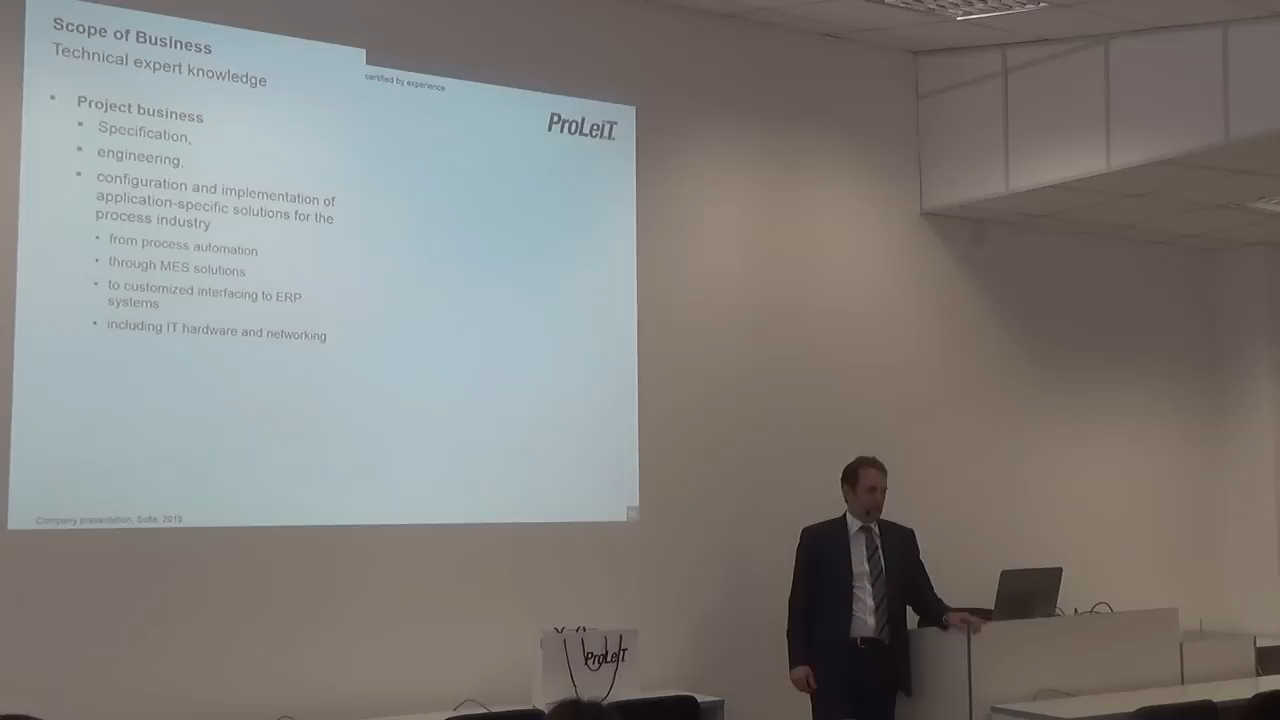 Scope of Business
Technical expert knowledge
certified by experience
ProLeiT
Project business
Specification,
engineering,
configuration and implementation of
application-specific solutions for the
process industry
from process automation
through MES solutions
to customized interfacing to ERP
systems
including IT hardware and networking
Company presentation, Sofia, 2015
ProLeiT